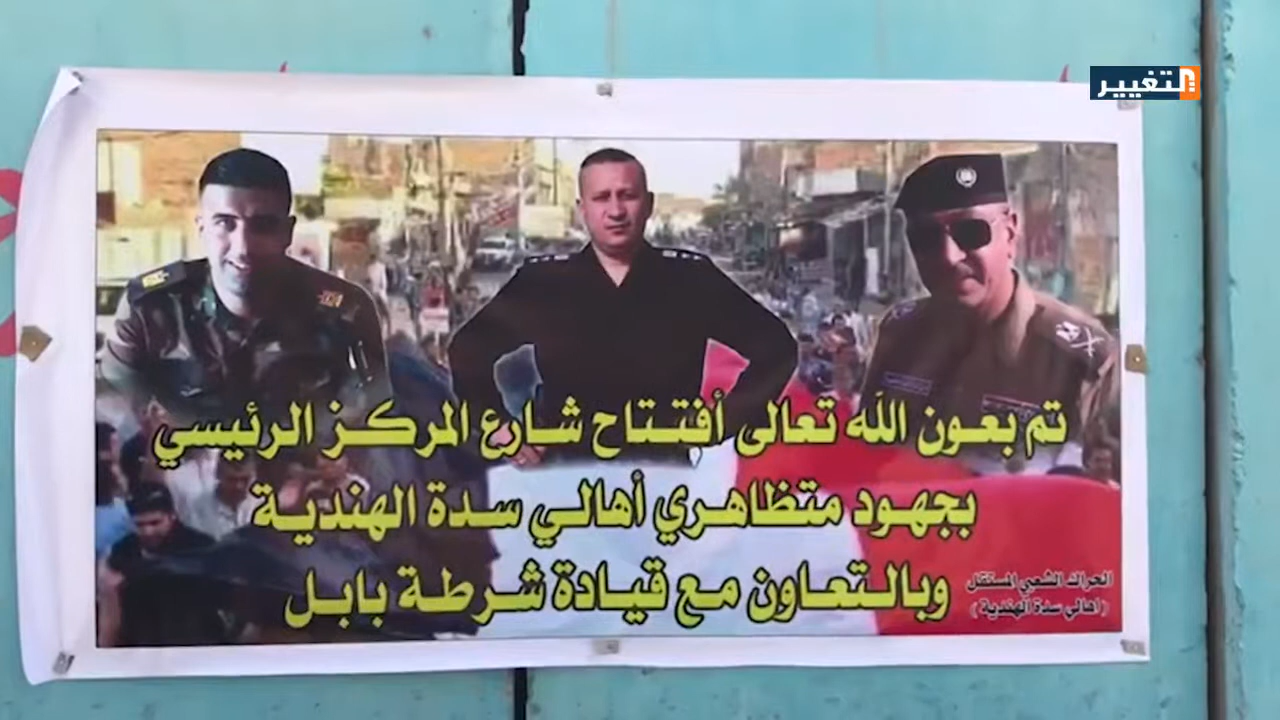 التغيير
تم بعون الله تعالى أفتتاح شارع المركز الرئيسي
بجهود متظاهري أهالي سدة الهندية
وبالتعاون مع قيادة شرطة بابل
الحراك الشعبي المستقل
( اهالي سدة الهندية )